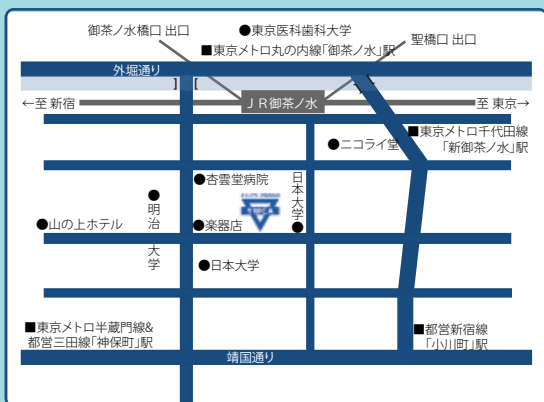 御茶ノ水橋口 出口
●東京医科歯科大学
聖橋口 出口
■東京メトロ丸の内線「御茶ノ水」駅
外堀通り
←至 新宿
ＪＲ御茶ノ水
至 東京→
●ニコライ堂
■東京メトロ千代田線
「新御茶ノ水」駅
●杏雲堂病院
日本大学●
●明治大学
●山の上ホテル
●楽器店
●日本大学
■東京メトロ半蔵門線&
都営三田線「神保町」駅
■都営新宿線
「小川町」駅
靖国通り